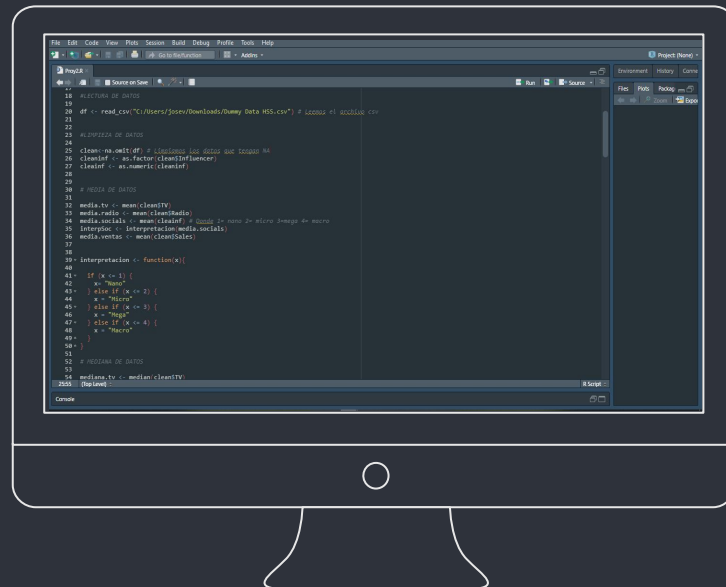 File Edit Code View Plots Session Build Debug Profile Tools Help
Go to file/function Addins
Project (None)
Proy2.R
Source on Save Run Source
Environment History Conne
Files Plots Packag
Zoom Expo
18 #LECTURA DE DATOS
19
20 df <- read_csv("C:/Users/josev/Downloads/Dummy Data HSS.csv") # Leemos el archivo csv
21
22
23 #LIMPIEZA DE DATOS
24
25 clean<-na.omit(df) # Limpiamos los datos que tengan NA
26 cleaninf <- as.factor(clean$Influencer)
27 cleainf <- as.numeric(cleaninf)
28
29
30 # MEDIA DE DATOS
31
32 media.tv <- mean(clean$TV)
33 media.radio <- mean(clean$Radio)
34 media.socials <- mean(cleainf) # Donde 1= nano 2= micro 3=mega 4= macro
35 interpSoc <- interpretacion(media.socials)
36 media.ventas <- mean(clean$Sales)
37
38
39 interpretacion <- function(x){
40
41 if (x <= 1) {
42 x= "Nano"
43 } else if (x <= 2) {
44 x = "Micro"
45 } else if (x <= 3) {
46 x = "Mega"
47 } else if (x <= 4) {
48 x = "Macro"
49 }
50 }
51
52 # MEDIANA DE DATOS
53
54 mediana.tv <- median(clean$TV)
25:55 (Top Level) R Script
Console